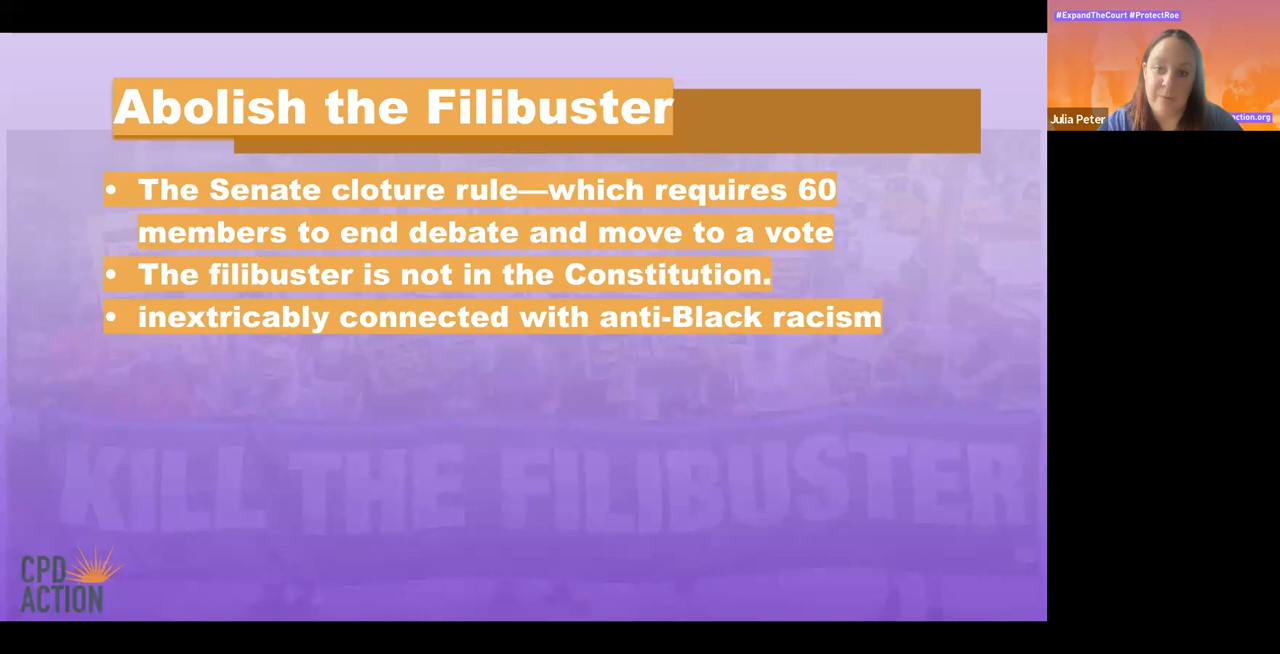 Abolish the Filibuster
• The Senate cloture rule—which requires 60
members to end debate and move to a vote
• The filibuster is not in the Constitution.
• inextricably connected with anti-Black racism
KILL THE FILIBUSTER
CPD
ACTION
#ExpandTheCourt #ProtectRoe
Julia Peter
ction.org